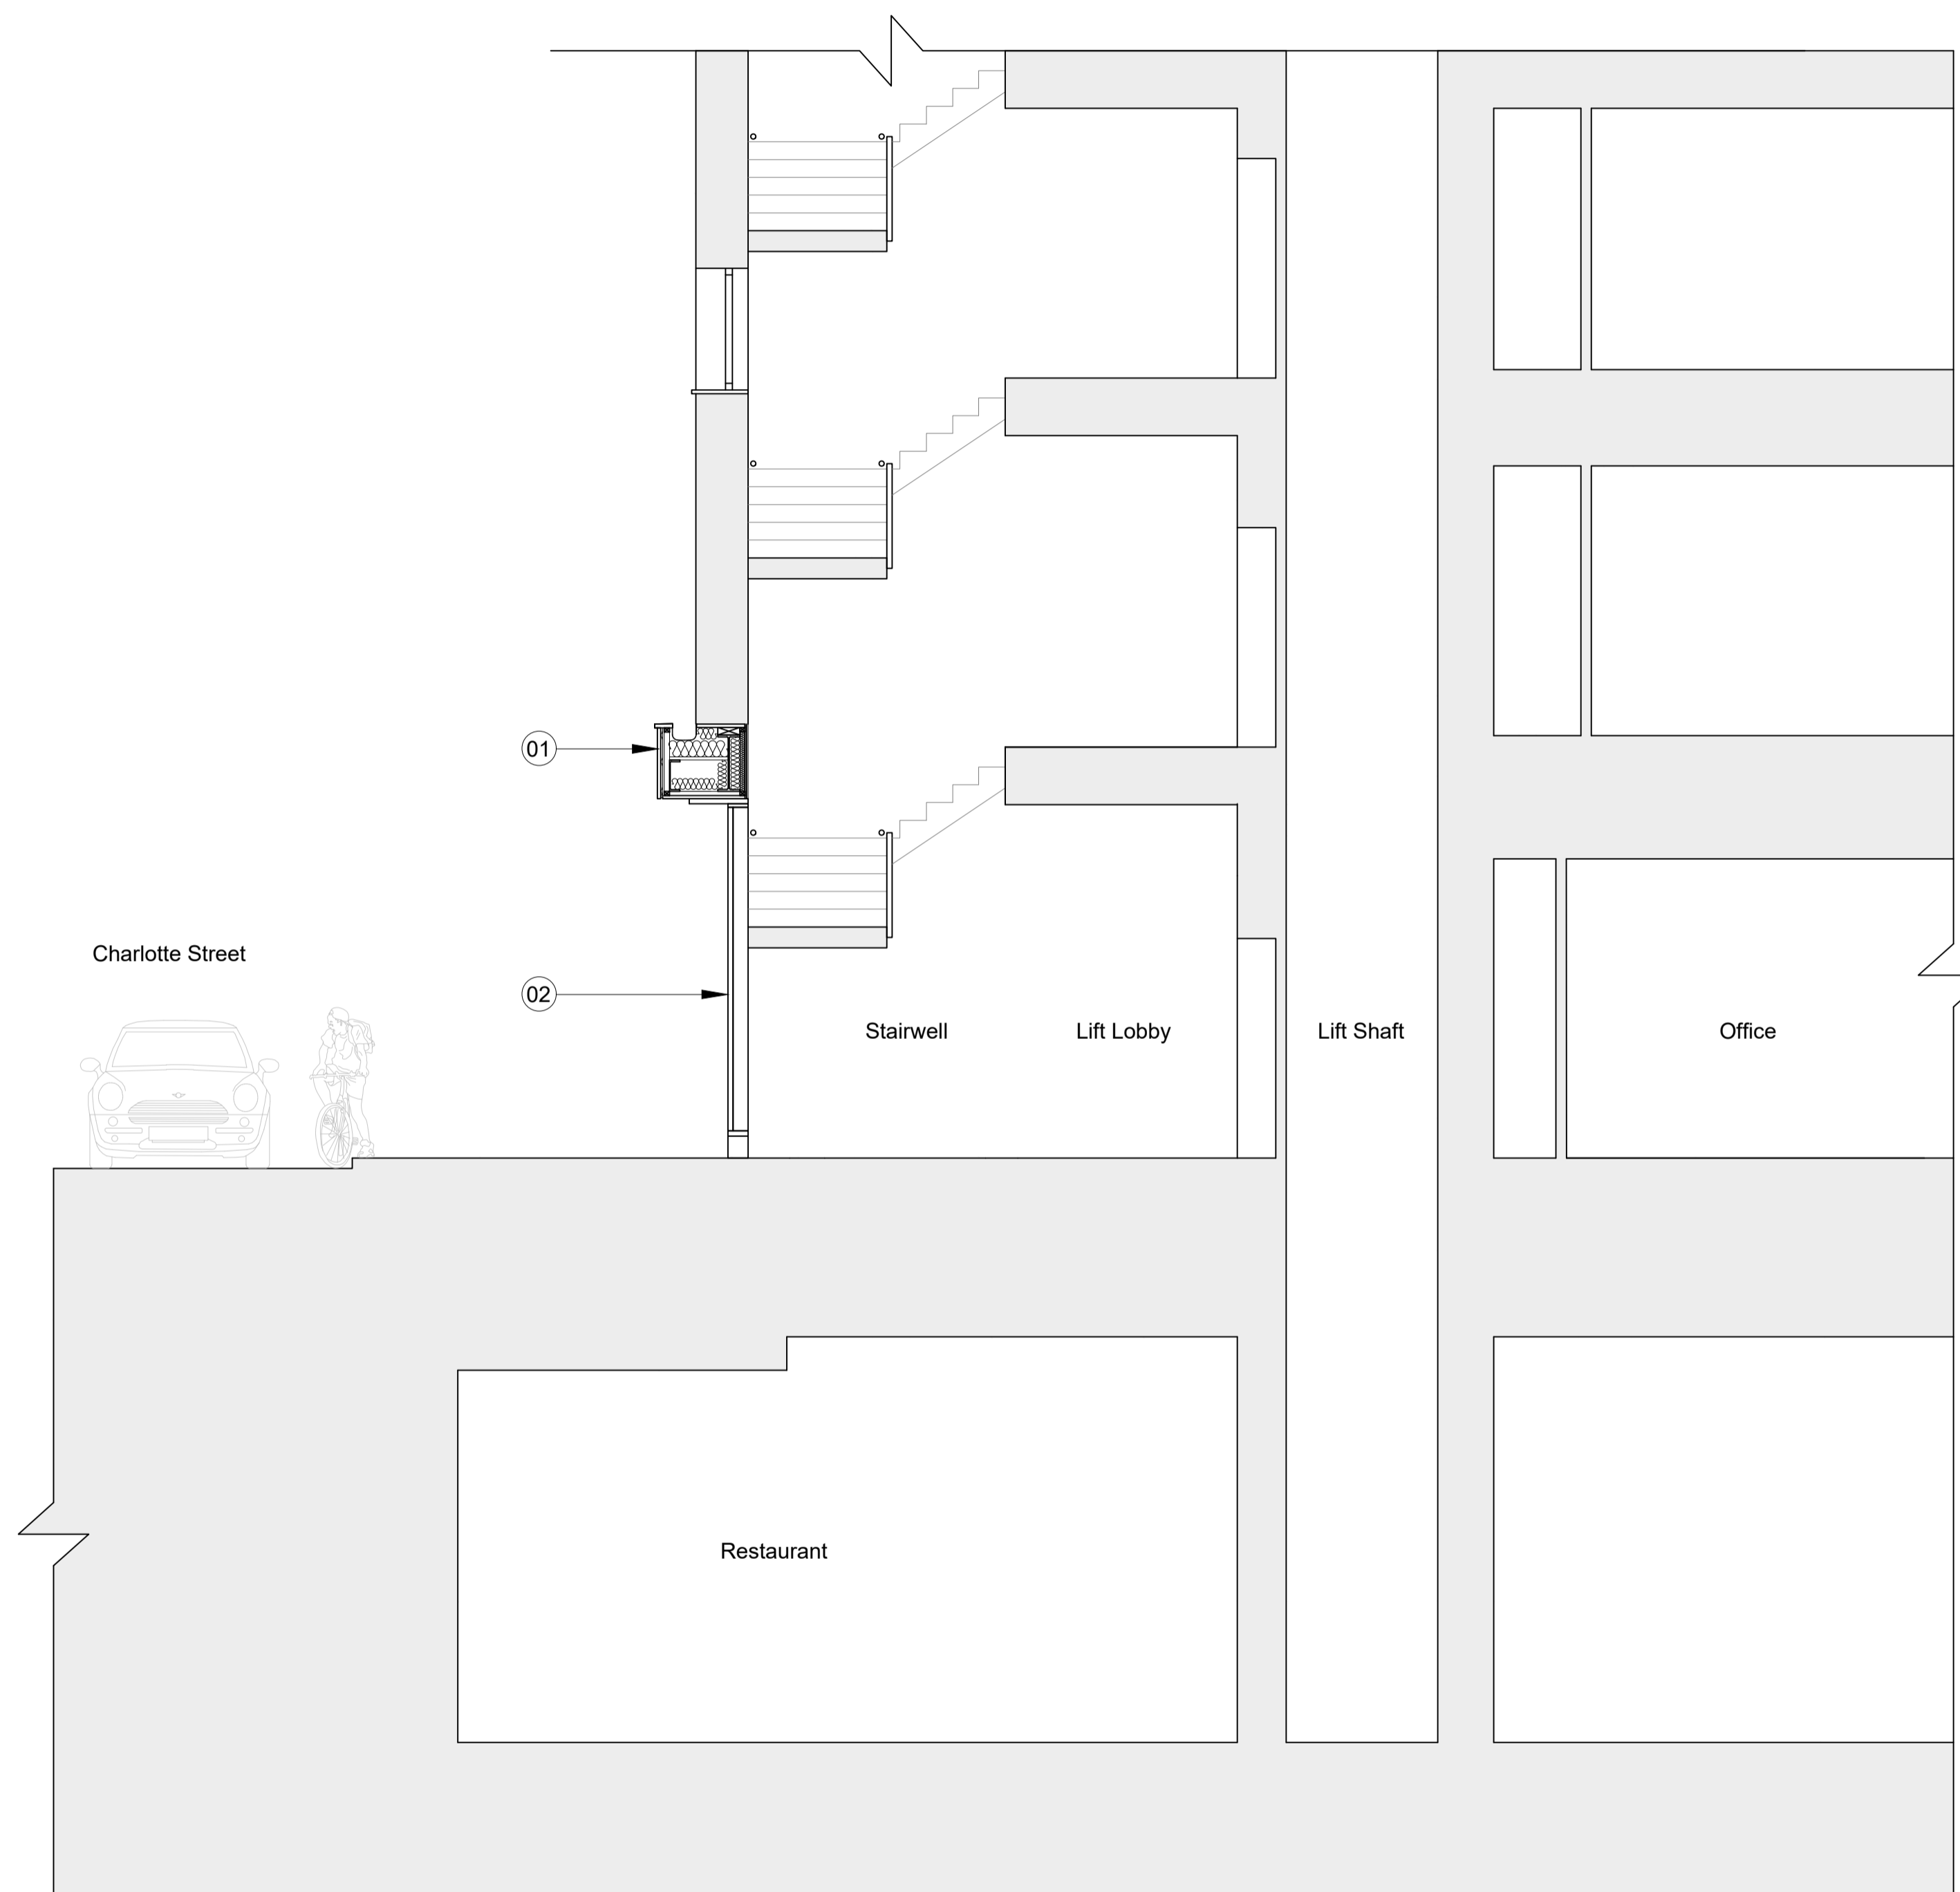 01
Charlotte Street
02
Stairwell
Lift Lobby
Lift Shaft
Office
Restaurant